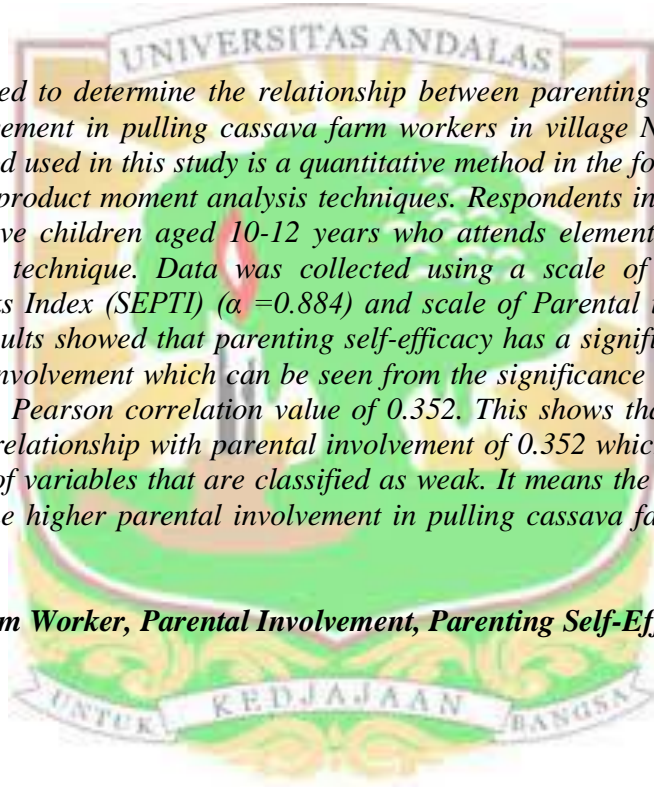 UNIVERSITAS ANDALAS
ed to determine the relationship between parenting
ement in pulling cassava farm workers in village N
d used in this study is a quantitative method in the fo
product moment analysis techniques. Respondents in
ve children aged 10-12 years who attends element
technique. Data was collected using a scale of
ks Index (SEPTI) (α =0.884) and scale of Parental
ults showed that parenting self-efficacy has a signifi
nvolvement which can be seen from the significance
Pearson correlation value of 0.352. This shows tha
relationship with parental involvement of 0.352 which
of variables that are classified as weak. It means the
e higher parental involvement in pulling cassava fa
m Worker, Parental Involvement, Parenting Self-Eff
UNTUK KEDJAJAAN BANGSA